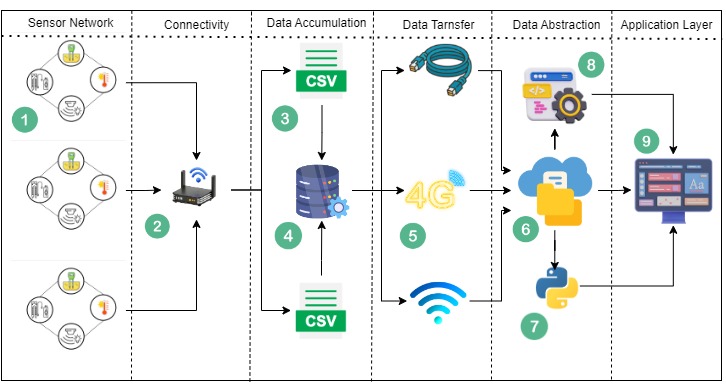 Sensor Network
Connectivity
Data Accumulation
Data Tarnsfer
Data Abstraction
Application Layer
CSV
8
</>
1
3
9
Aa
2
4
4G
5
6
CSV
7